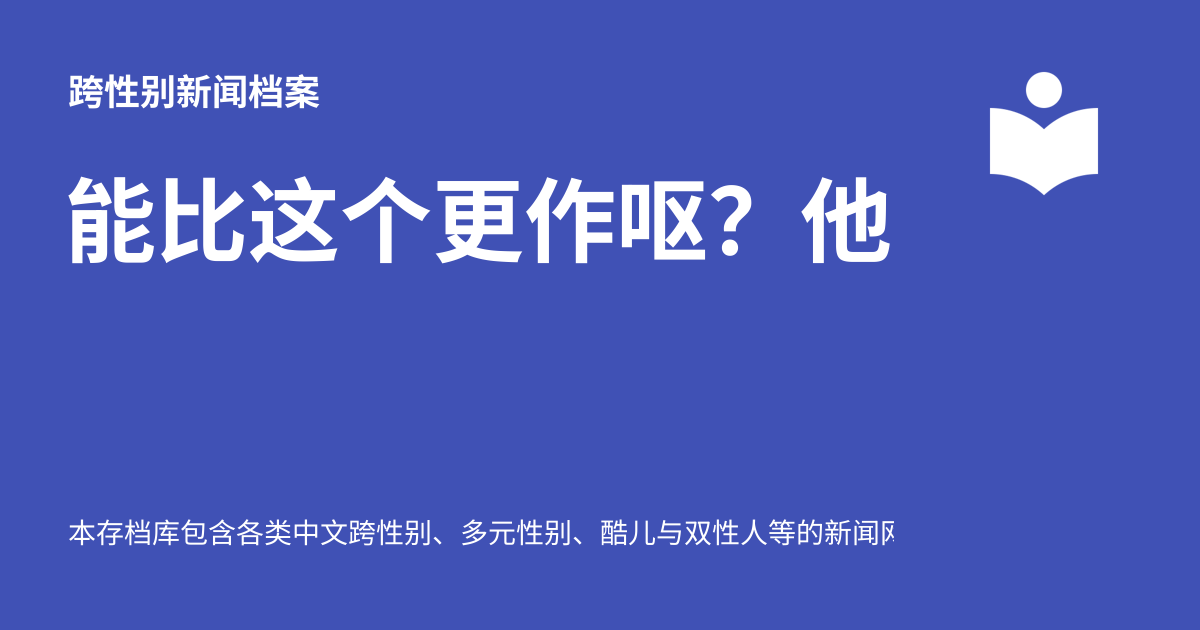 跨性别新闻档案
能比这个更作呕？他
本存档库包含各类中文跨性别、多元性别、酷儿与双性人等的新闻网